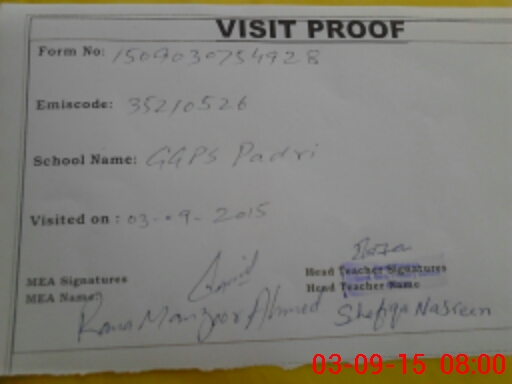 VISIT PROOF
Form No: 1509030754928
Emiscode: 35210526
School Name: GGPS Padri
Visited on : 03-09-2015
MEA Signatures Head Teacher Signatures
MEA Name: Head Teacher Name
Rana Manzoor Ahmed Shafiqa Nasreen
03-09-15 08:00